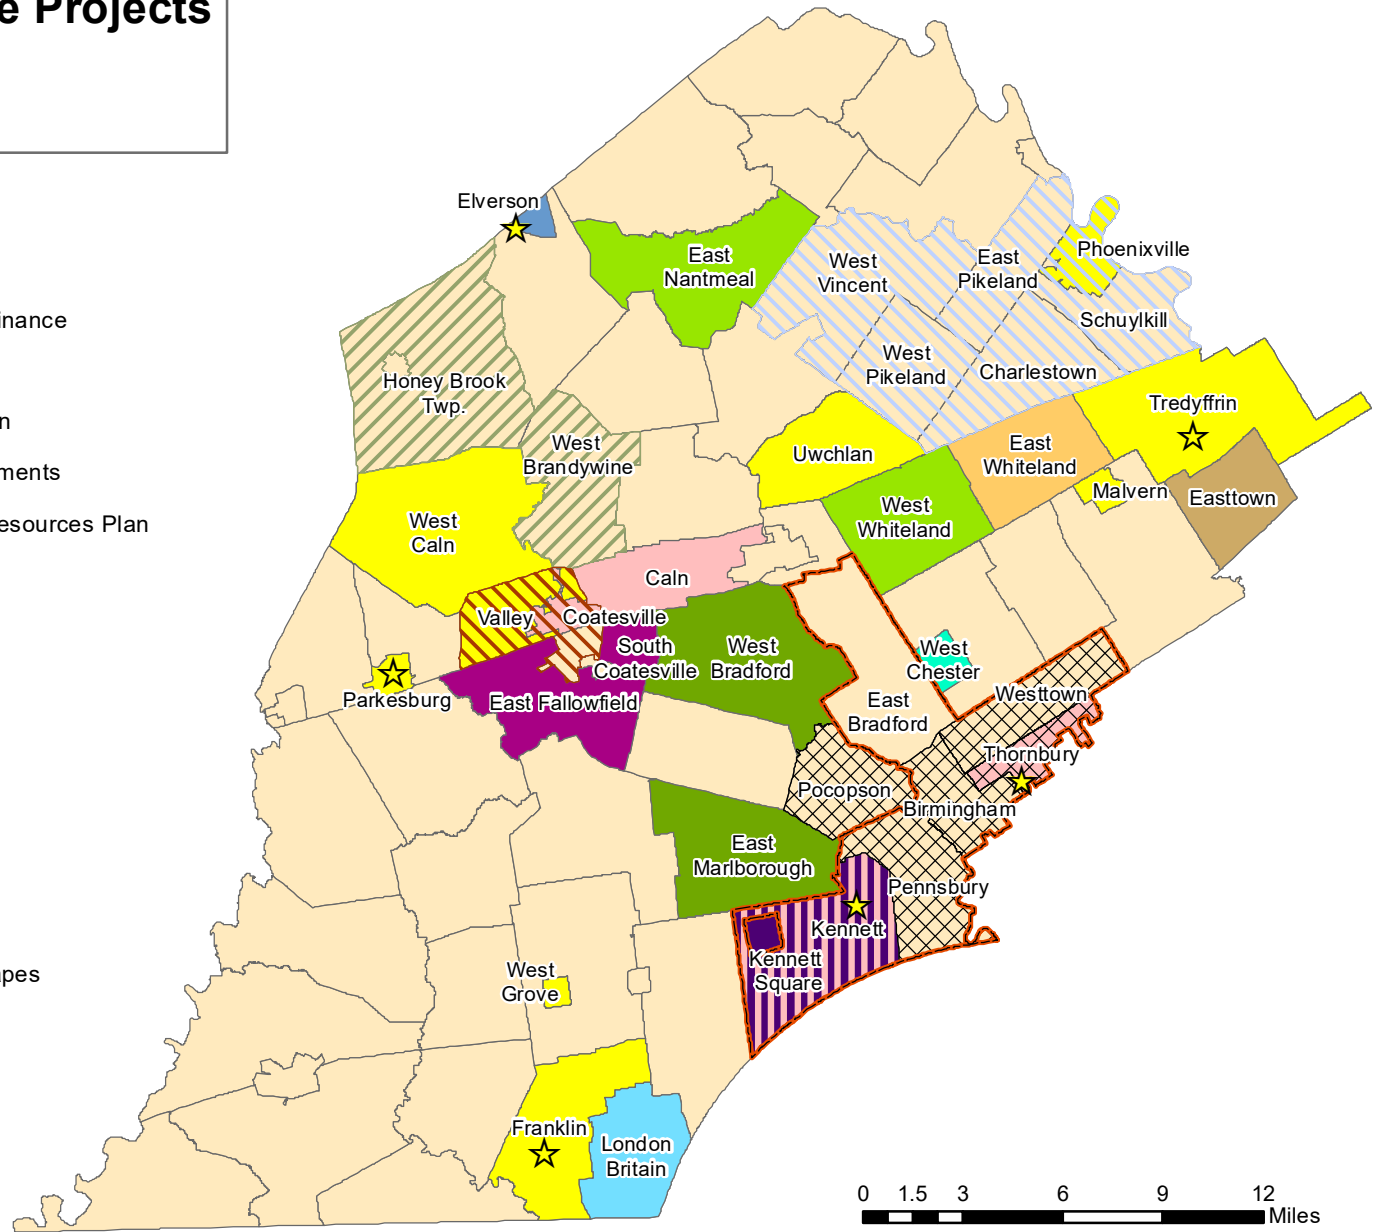 e Projects
inance
n
ments
esources Plan
apes
Elverson
East
Nantmeal
West
Vincent
East
Pikeland
Phoenixville
Schuylkill
West
Pikeland
Charlestown
Honey Brook
Twp.
West
Brandywine
Uwchlan
East
Whiteland
Tredyffrin
Malvern
Easttown
West
Whiteland
West
Caln
Caln
Valley
Coatesville
South
Coatesville
West
Bradford
West
Chester
Parkesburg
East Fallowfield
East
Bradford
Westtown
Thornbury
Pocopson
Birmingham
East
Marlborough
Pennsbury
Kennett
Kennett
Square
West
Grove
Franklin
London
Britain
0 1.5 3 6 9 12
Miles